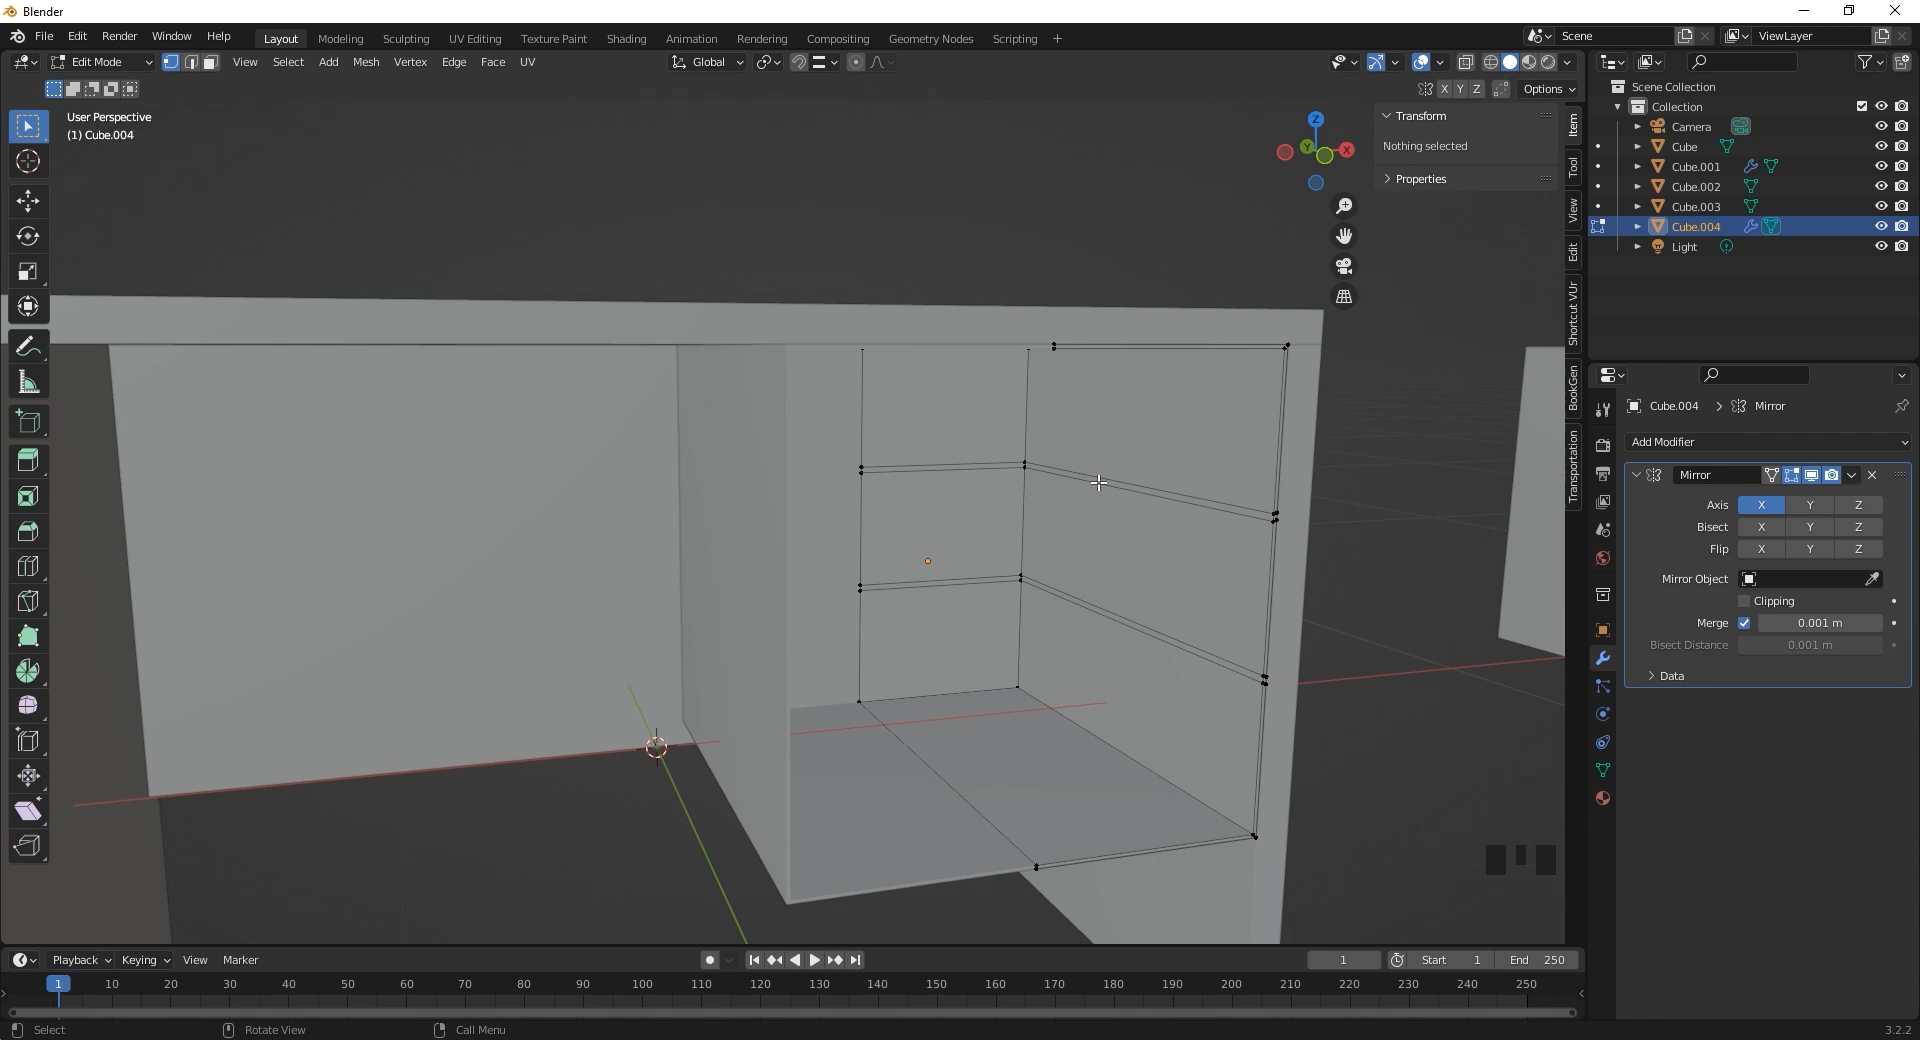 Blender
File Edit Render Window Help
Layout Modeling Sculpting UV Editing Texture Paint Shading Animation Rendering Compositing Geometry Nodes Scripting
Scene ViewLayer
Edit Mode View Select Add Mesh Vertex Edge Face UV
Global
X Y Z Options
User Perspective
(1) Cube.004
Z
Y X
Transform
Nothing selected
Properties
Item
Tool
View
Edit
Shortcut VUr
BookGen
Transportation
Scene Collection
Collection
Camera
Cube
Cube.001
Cube.002
Cube.003
Cube.004
Light
Cube.004 Mirror
Add Modifier
Mirror
Axis X Y Z
Bisect X Y Z
Flip X Y Z
Mirror Object
Clipping
Merge 0.001 m
Bisect Distance 0.001 m
Data
Playback Keying View Marker
1 Start 1 End 250
1 10 20 30 40 50 60 70 80 90 100 110 120 130 140 150 160 170 180 190 200 210 220 230 240 250
Select Rotate View Call Menu
3.2.2